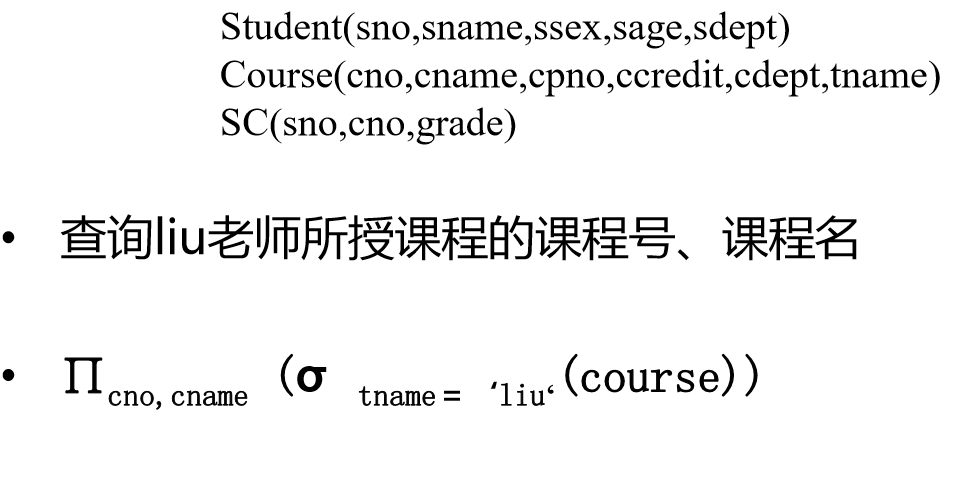 Student(sno,sname,ssex,sage,sdept)
Course(cno,cname,cpno,ccredit,cdept,tname)
SC(sno,cno,grade)
• 查询liu老师所授课程的课程号、课程名
• ∏cno,cname (σ tname= ‘liu‘(course))